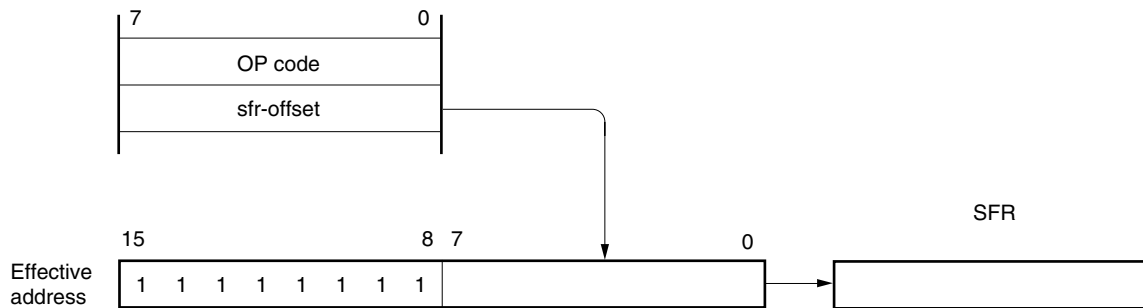 7 0
OP code
sfr-offset
SFR
15 8 7 0
Effective
address
1 1 1 1 1 1 1 1